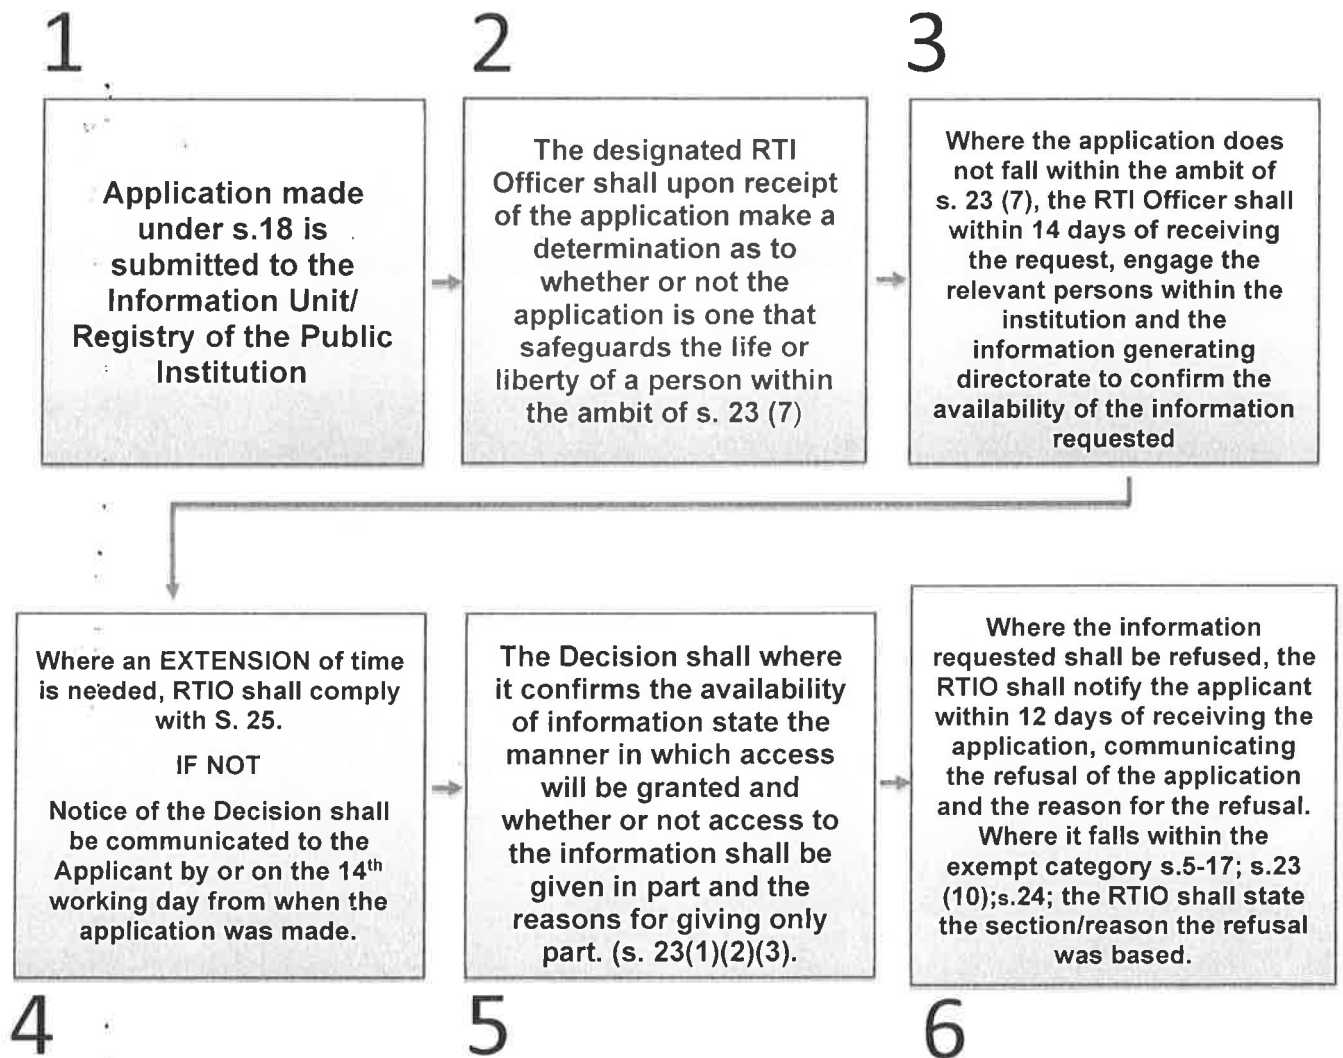 1
Application made
under s.18 is
submitted to the
Information Unit/
Registry of the Public
Institution
2
The designated RTI
Officer shall upon receipt
of the application make a
determination as to
whether or not the
application is one that
safeguards the life or
liberty of a person within
the ambit of s. 23 (7)
3
Where the application does
not fall within the ambit of
s. 23 (7), the RTI Officer shall
within 14 days of receiving
the request, engage the
relevant persons within the
institution and the
information generating
directorate to confirm the
availability of the information
requested
Where an EXTENSION of time
is needed, RTIO shall comply
with S. 25.
IF NOT
Notice of the Decision shall
be communicated to the
Applicant by or on the 14th
working day from when the
application was made.
4
The Decision shall where
it confirms the availability
of information state the
manner in which access
will be granted and
whether or not access to
the information shall be
given in part and the
reasons for giving only
part. (s. 23(1)(2)(3).
5
Where the information
requested shall be refused, the
RTIO shall notify the applicant
within 12 days of receiving the
application, communicating
the refusal of the application
and the reason for the refusal.
Where it falls within the
exempt category s.5-17; s.23
(10);s.24; the RTIO shall state
the section/reason the refusal
was based.
6